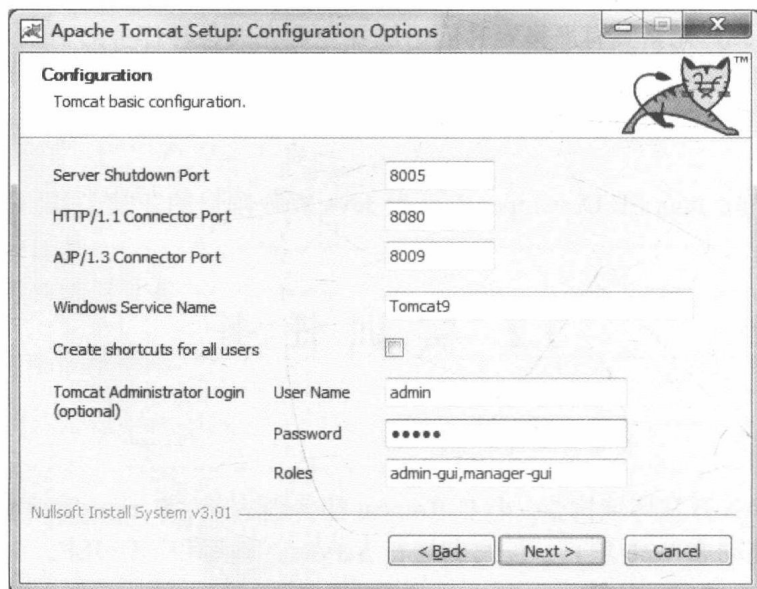 Apache Tomcat Setup: Configuration Options
Configuration
Tomcat basic configuration.
TM
Server Shutdown Port 8005
HTTP/1.1 Connector Port 8080
AJP/1.3 Connector Port 8009
Windows Service Name Tomcat9
Create shortcuts for all users
Tomcat Administrator Login (optional) User Name admin
Password •••••
Roles admin-gui,manager-gui
Nullsoft Install System v3.01
< Back Next > Cancel